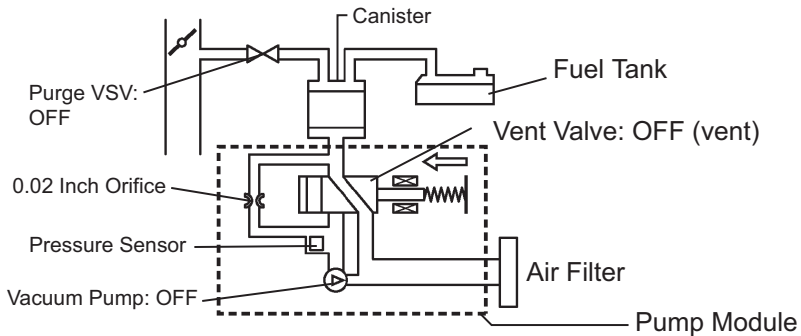 Canister
Fuel Tank
Purge VSV:
OFF
Vent Valve: OFF (vent)
0.02 Inch Orifice
Pressure Sensor
Air Filter
Vacuum Pump: OFF
Pump Module